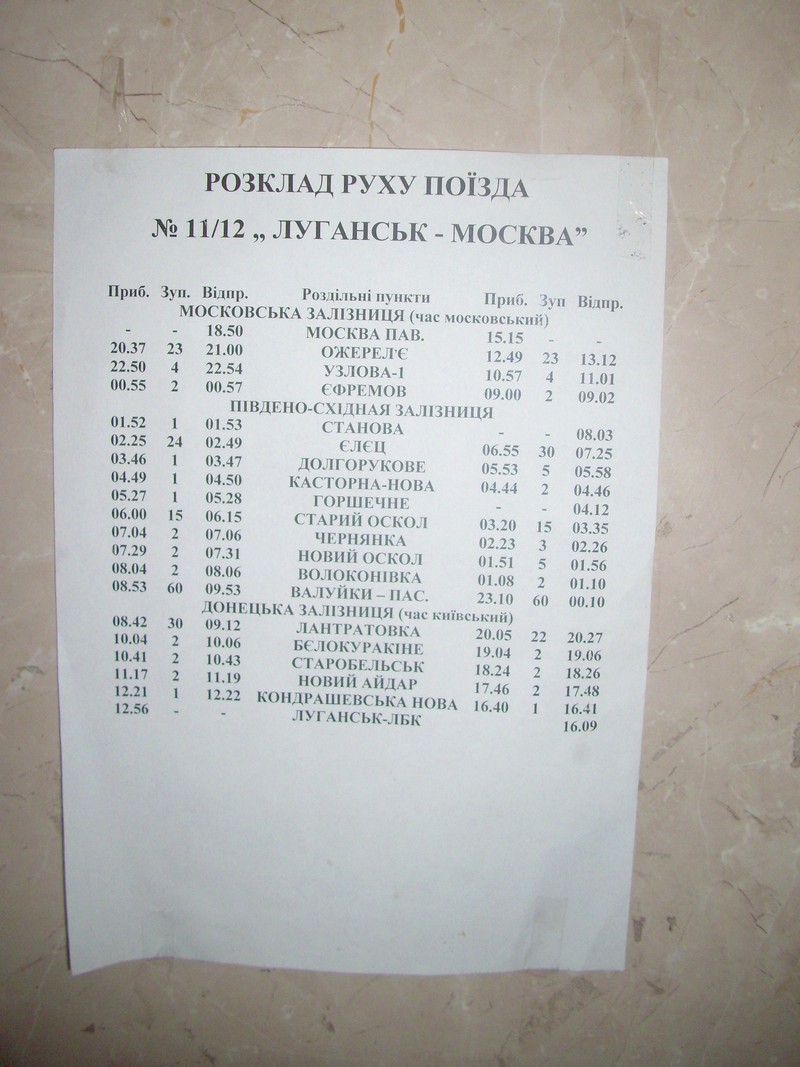 РОЗКЛАД РУХУ ПОЇЗДА
№ 11/12 „ ЛУГАНСЬК - МОСКВА”
Приб. Зуп. Відпр. Роздільні пункти Приб. Зуп Відпр.
МОСКОВСЬКА ЗАЛІЗНИЦЯ (час московський)
- - 18.50 МОСКВА ПАВ. 15.15 - -
20.37 23 21.00 ОЖЕРЕЛ'Є 12.49 23 13.12
22.50 4 22.54 УЗЛОВА-1 10.57 4 11.01
00.55 2 00.57 ЄФРЕМОВ 09.00 2 09.02
ПІВДЕНО-СХІДНАЯ ЗАЛІЗНИЦЯ
01.52 1 01.53 СТАНОВА - - 08.03
02.25 24 02.49 ЄЛЄЦ 06.55 30 07.25
03.46 1 03.47 ДОЛГОРУКОВЕ 05.53 5 05.58
04.49 1 04.50 КАСТОРНА-НОВА 04.44 2 04.46
05.27 1 05.28 ГОРШЕЧНЕ - - 04.12
06.00 15 06.15 СТАРИЙ ОСКОЛ 03.20 15 03.35
07.04 2 07.06 ЧЕРНЯНКА 02.23 3 02.26
07.29 2 07.31 НОВИЙ ОСКОЛ 01.51 5 01.56
08.04 2 08.06 ВОЛОКОНІВКА 01.08 2 01.10
08.53 60 09.53 ВАЛУЙКИ – ПАС. 23.10 60 00.10
ДОНЕЦЬКА ЗАЛІЗНИЦЯ (час київський)
08.42 30 09.12 ЛАНТРАТОВКА 20.05 22 20.27
10.04 2 10.06 БЄЛОКУРАКІНЕ 19.04 2 19.06
10.41 2 10.43 СТАРОБЕЛЬСЬК 18.24 2 18.26
11.17 2 11.19 НОВИЙ АЙДАР 17.46 2 17.48
12.21 1 12.22 КОНДРАШЕВСЬКА НОВА 16.40 1 16.41
12.56 - - ЛУГАНСЬК-ЛБК 16.09